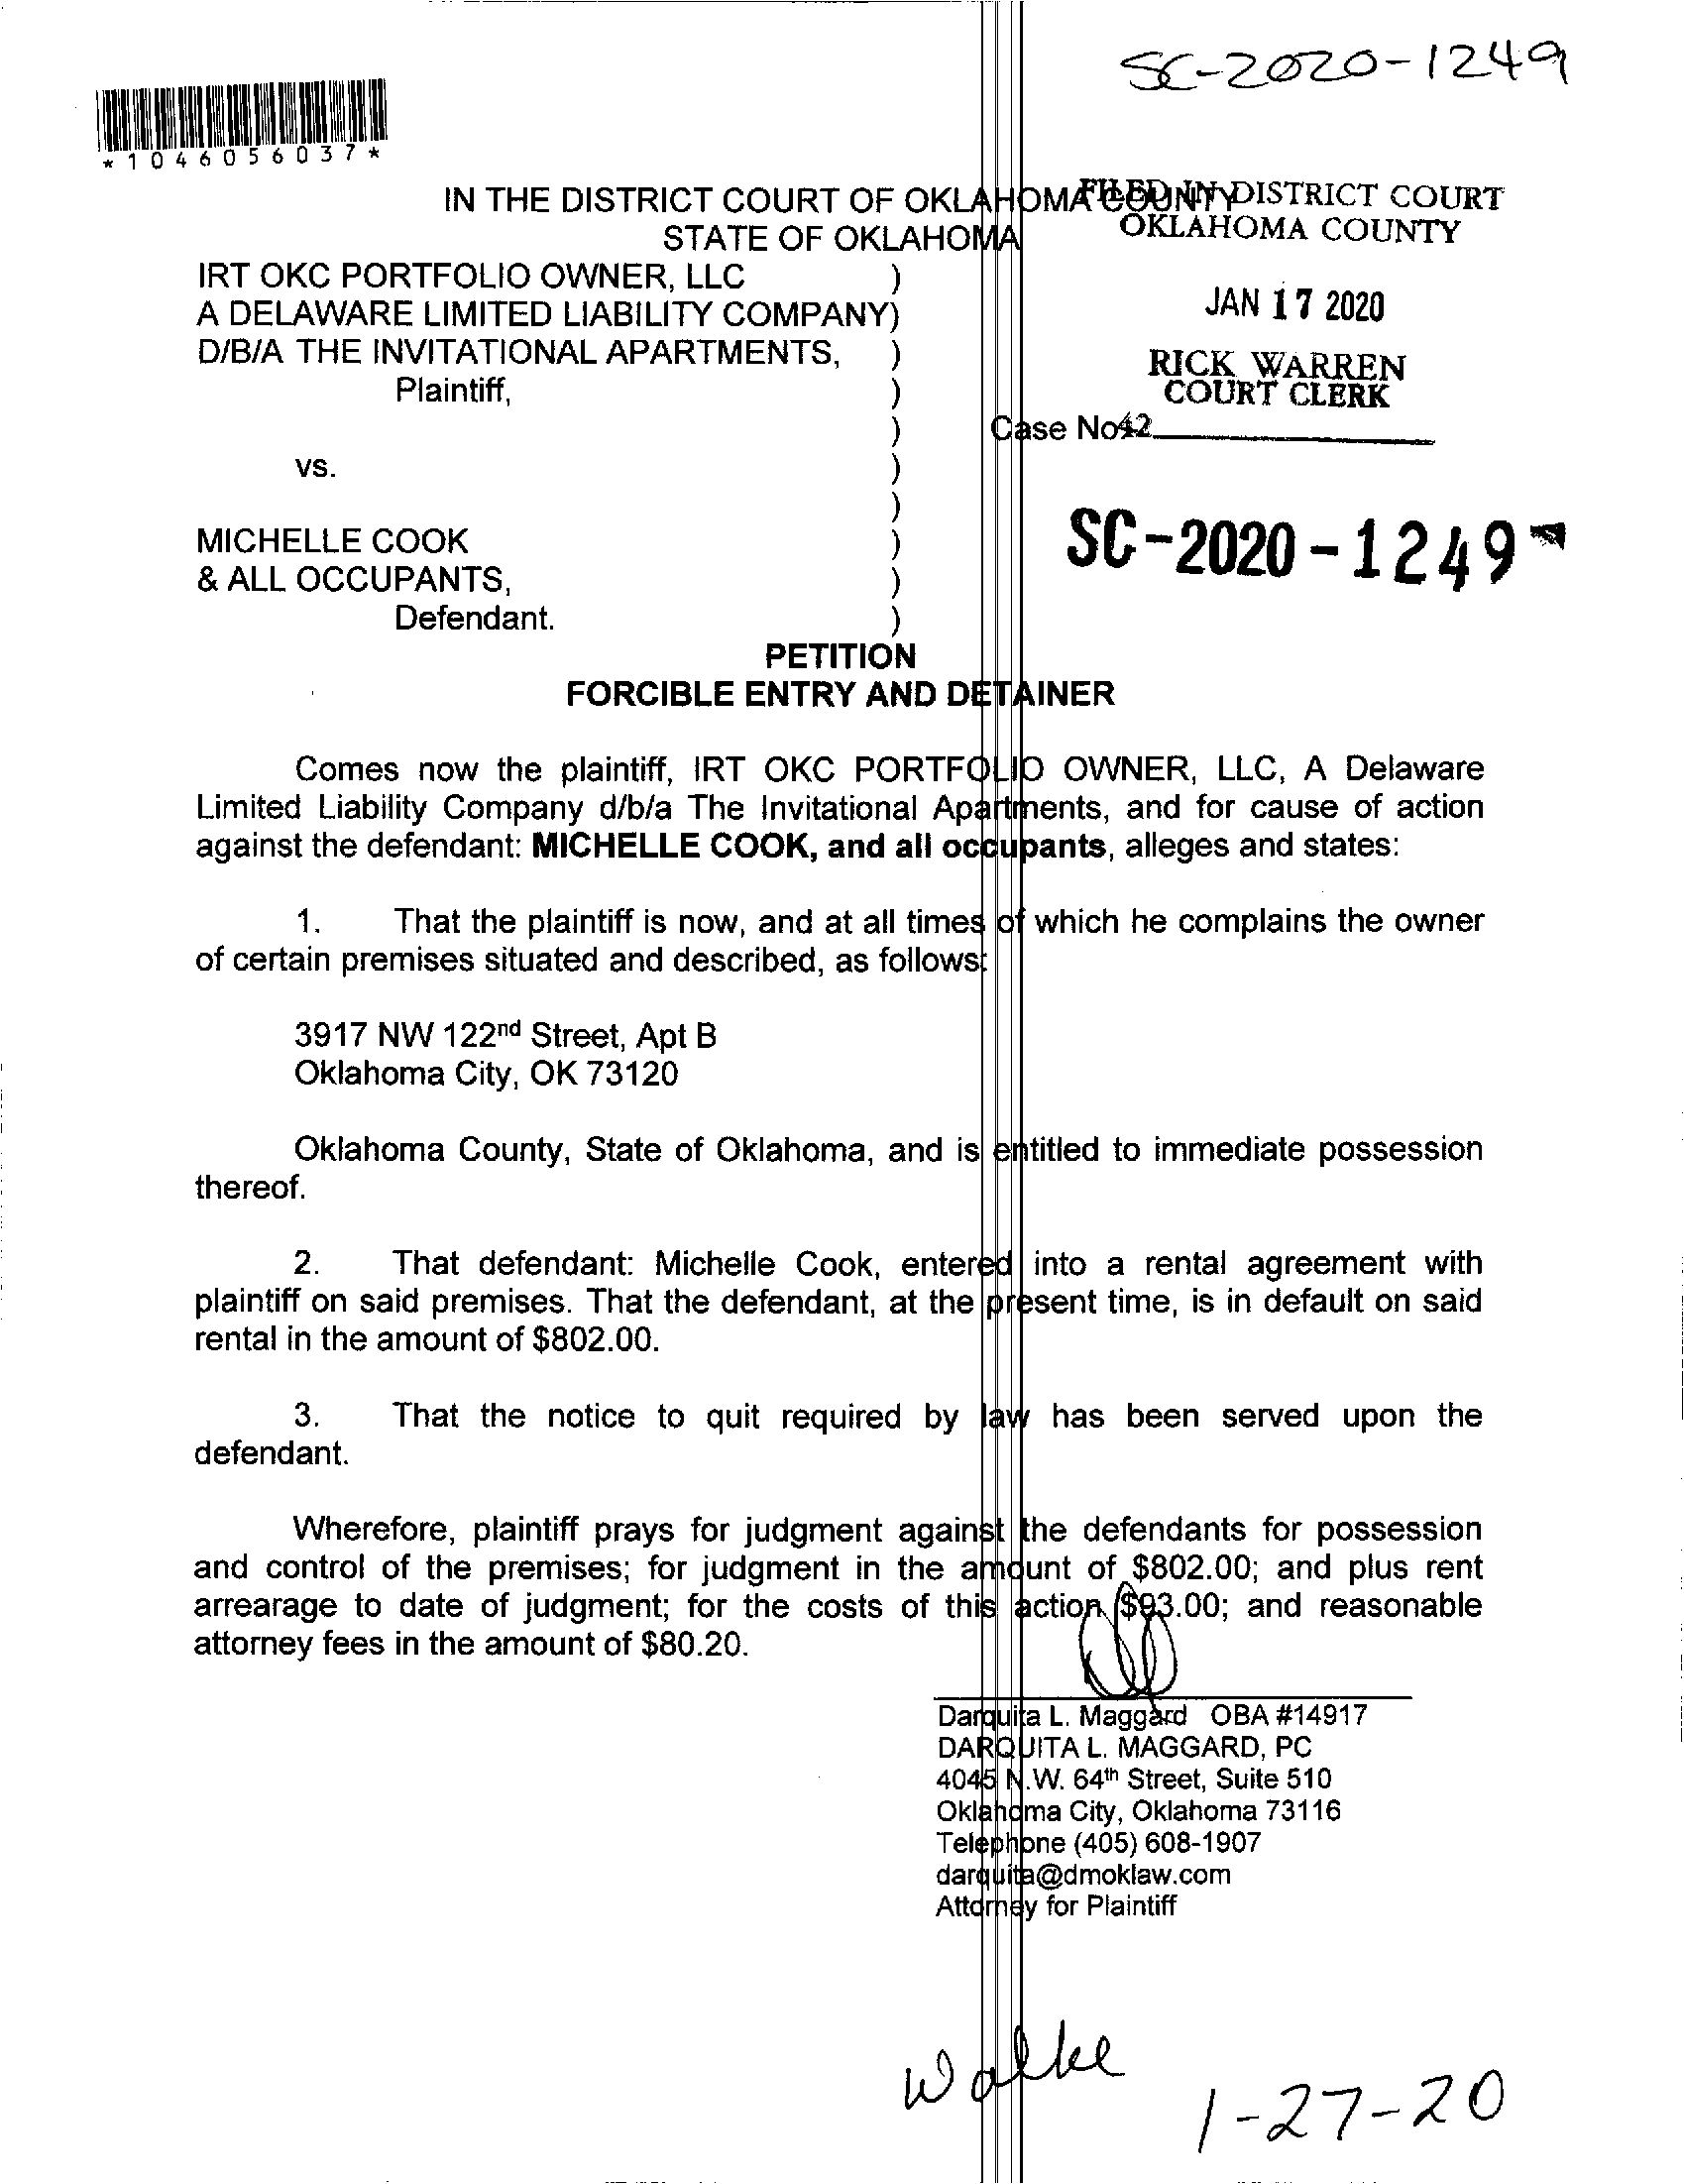 SC-2020-1249
*1046056037*
IN THE DISTRICT COURT OF OKLAHOMA COUNTY
STATE OF OKLAHOMA
FILED IN DISTRICT COURT
OKLAHOMA COUNTY
JAN 17 2020
RICK WARREN
COURT CLERK
42
IRT OKC PORTFOLIO OWNER, LLC )
A DELAWARE LIMITED LIABILITY COMPANY)
D/B/A THE INVITATIONAL APARTMENTS, )
Plaintiff, )
) Case No.
vs. )
)
MICHELLE COOK )
& ALL OCCUPANTS, )
Defendant. )
SC-2020-1249
PETITION
FORCIBLE ENTRY AND DETAINER
Comes now the plaintiff, IRT OKC PORTFOLIO OWNER, LLC, A Delaware
Limited Liability Company d/b/a The Invitational Apartments, and for cause of action
against the defendant: MICHELLE COOK, and all occupants, alleges and states:
1. That the plaintiff is now, and at all times of which he complains the owner
of certain premises situated and described, as follows:
3917 NW 122nd Street, Apt B
Oklahoma City, OK 73120
Oklahoma County, State of Oklahoma, and is entitled to immediate possession
thereof.
2. That defendant: Michelle Cook, entered into a rental agreement with
plaintiff on said premises. That the defendant, at the present time, is in default on said
rental in the amount of $802.00.
3. That the notice to quit required by law has been served upon the
defendant.
Wherefore, plaintiff prays for judgment against the defendants for possession
and control of the premises; for judgment in the amount of $802.00; and plus rent
arrearage to date of judgment; for the costs of this action $93.00; and reasonable
attorney fees in the amount of $80.20.
Darquita L. Maggard OBA #14917
DARQUITA L. MAGGARD, PC
4045 N.W. 64th Street, Suite 510
Oklahoma City, Oklahoma 73116
Telephone (405) 608-1907
darquita@dmoklaw.com
Attorney for Plaintiff
Walke
1-27-20